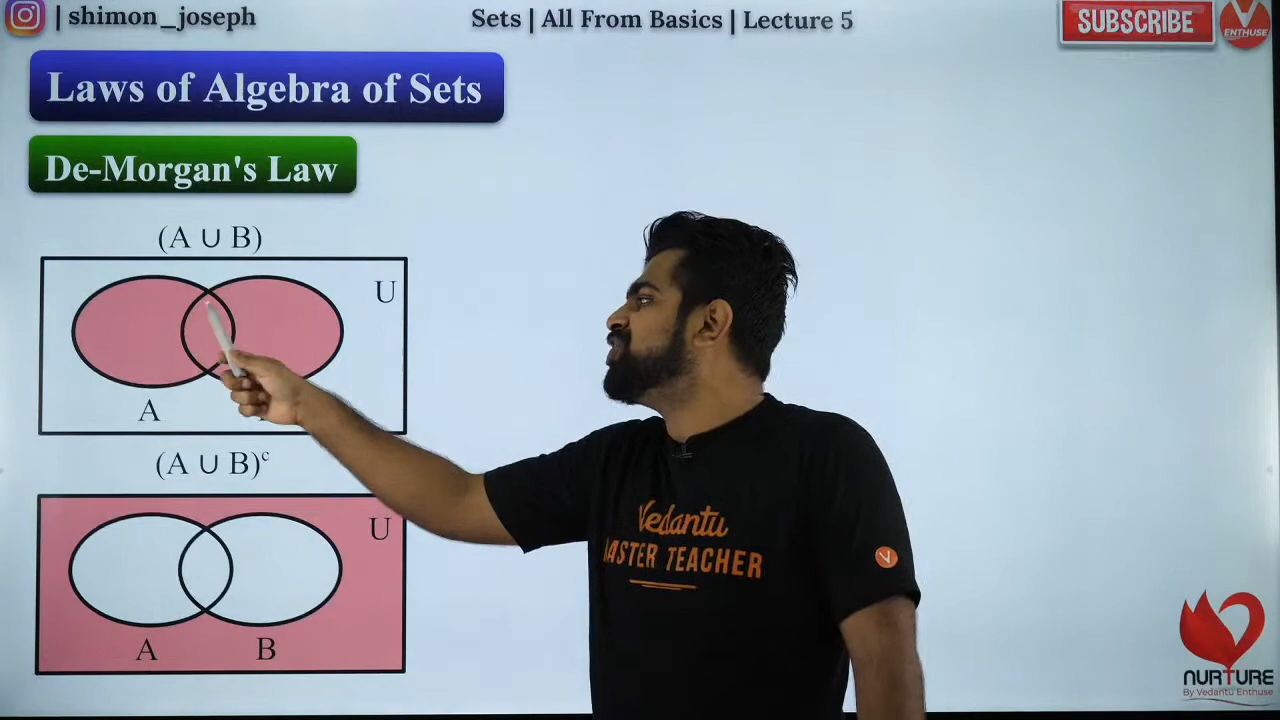 | shimon_joseph
Sets | All From Basics | Lecture 5
SUBSCRIBE
ENTHUSE
Laws of Algebra of Sets
De-Morgan's Law
(A ∪ B)
U
A
(A ∪ B)ᶜ
U
A B
Vedantu
MASTER TEACHER
V
NURTURE
By Vedantu Enthuse